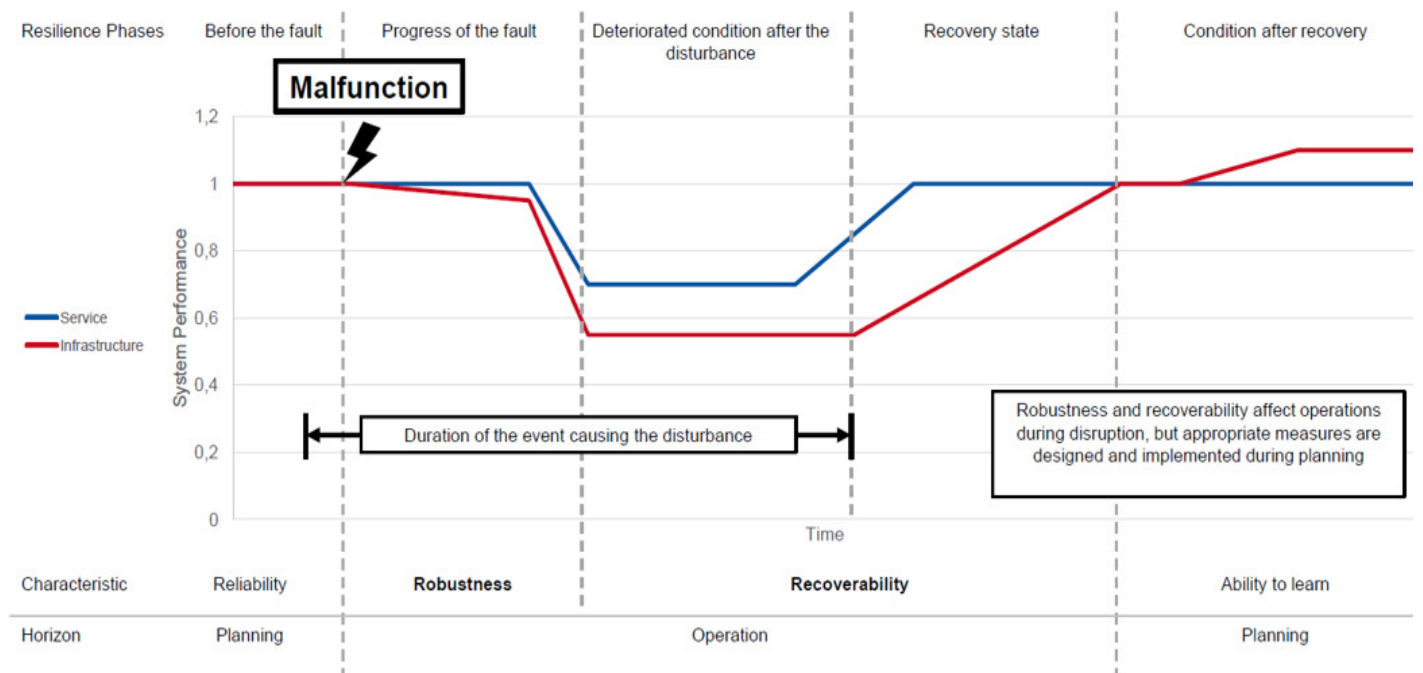 Resilience Phases
Before the fault
Progress of the fault
Deteriorated condition after the
disturbance
Recovery state
Condition after recovery
Malfunction
1,2
1
0,8
0,6
0,4
0,2
0
System Performance
Service
Infrastructure
Duration of the event causing the disturbance
Robustness and recoverability affect operations
during disruption, but appropriate measures are
designed and implemented during planning
Time
Characteristic
Reliability
Robustness
Recoverability
Ability to learn
Horizon
Planning
Operation
Planning